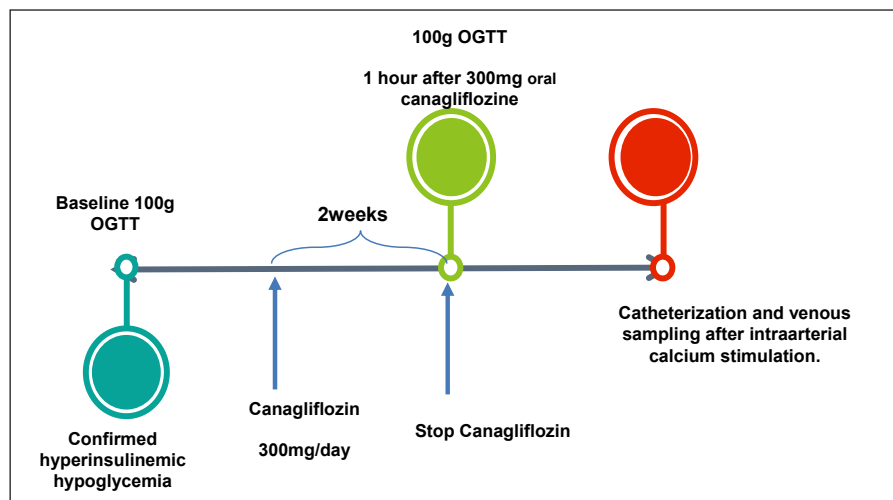 100g OGTT
1 hour after 300mg oral
canagliflozine
Baseline 100g
OGTT
2weeks
Catheterization and venous
sampling after intraarterial
calcium stimulation.
Canagliflozin
300mg/day
Stop Canagliflozin
Confirmed
hyperinsulinemic
hypoglycemia